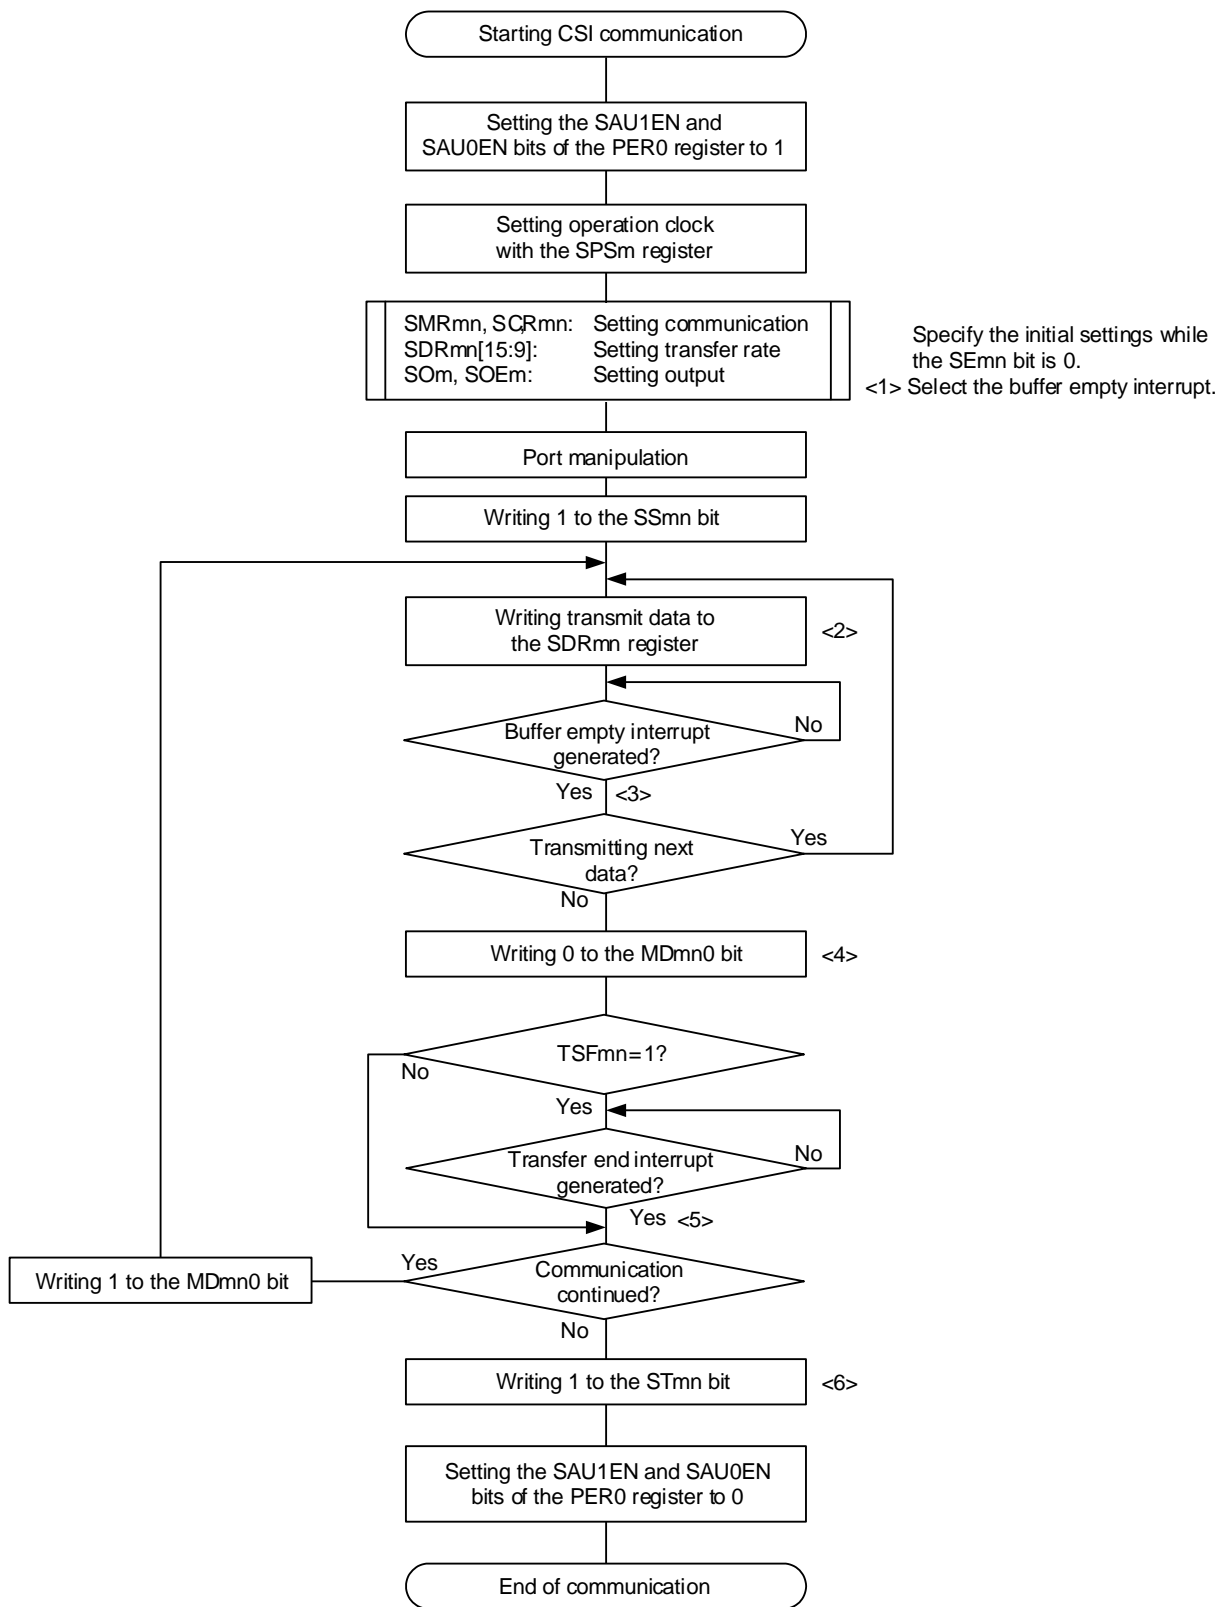 Starting CSI communication
Setting the SAU1EN and
SAU0EN bits of the PER0 register to 1
Setting operation clock
with the SPSm register
SMRmn, SCRmn: Setting communication
SDRmn[15:9]: Setting transfer rate
SOm, SOEm: Setting output
Specify the initial settings while
the SEmn bit is 0.
<1> Select the buffer empty interrupt.
Port manipulation
Writing 1 to the SSmn bit
Writing transmit data to
the SDRmn register
<2>
Buffer empty interrupt
generated?
No
Yes <3>
Transmitting next
data?
Yes
No
Writing 0 to the MDmn0 bit
<4>
TSFmn=1?
No
Yes
Transfer end interrupt
generated?
No
Yes <5>
Communication
continued?
Yes
Writing 1 to the MDmn0 bit
No
Writing 1 to the STmn bit
<6>
Setting the SAU1EN and SAU0EN
bits of the PER0 register to 0
End of communication